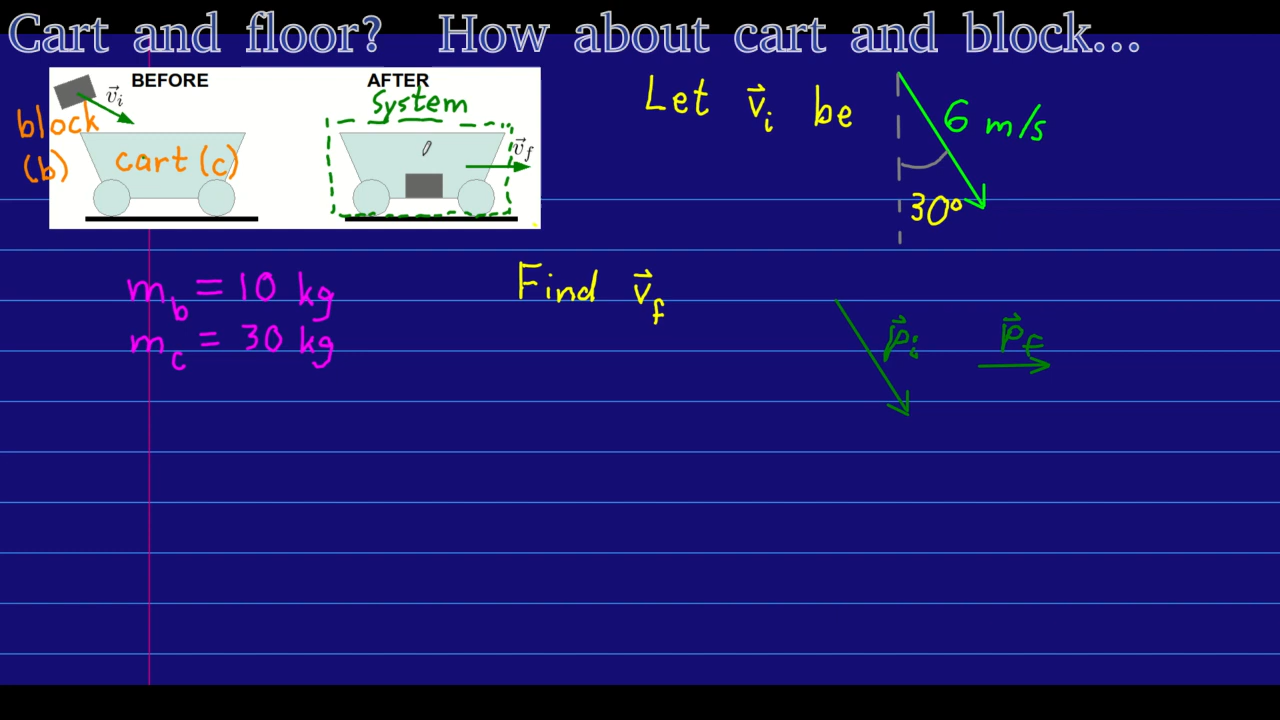 Cart and floor? How about cart and block...
BEFORE
AFTER
v⃗i
system
block
(b)
cart (c)
v⃗f
Let v⃗i be
6 m/s
30°
mb = 10 kg
mc = 30 kg
Find v⃗f
p⃗i
p⃗f